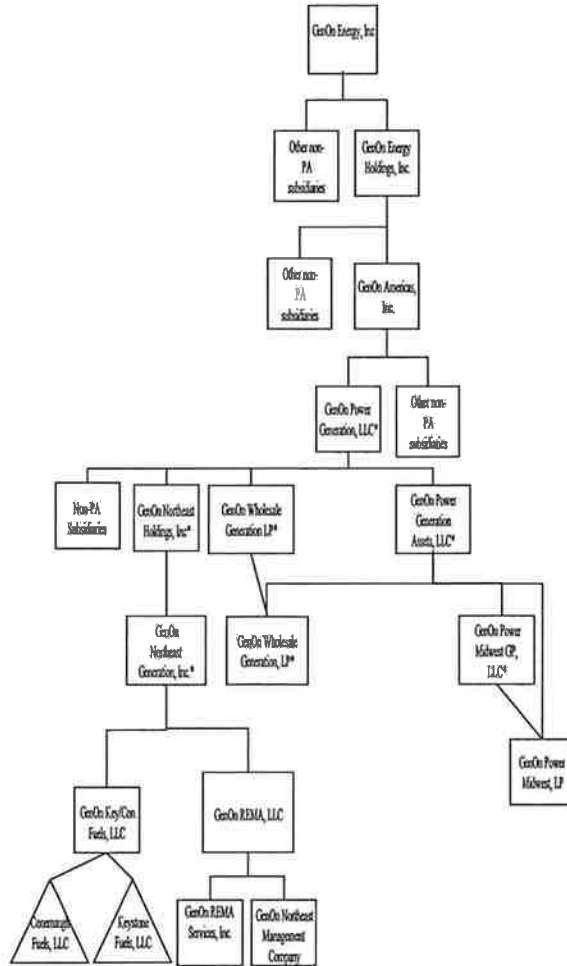 GenOn Energy, Inc
Other non-
PA
subsidiaries
GenOn Energy
Holdings, Inc.
Other non-
PA
subsidiaries
GenOn Americas,
Inc.
GenOn Power
Generation, LLC*
Other non-
PA
subsidiaries
Non-PA
Subsidiaries
GenOn Northeast
Holdings, Inc*
GenOn Wholesale
Generation LP*
GenOn Power
Generation
Assets, LLC*
GenOn
Northeast
Generation, Inc.*
GenOn Wholesale
Generation, LP*
GenOn Power
Midwest GP,
LLC*
GenOn Power
Midwest, LP
GenOn Key/Con
Fuels, LLC
GenOn REMA, LLC
Conemaugh
Fuels, LLC
Keystone
Fuels, LLC
GenOn REMA
Services, Inc.
GenOn Northeast
Management
Company